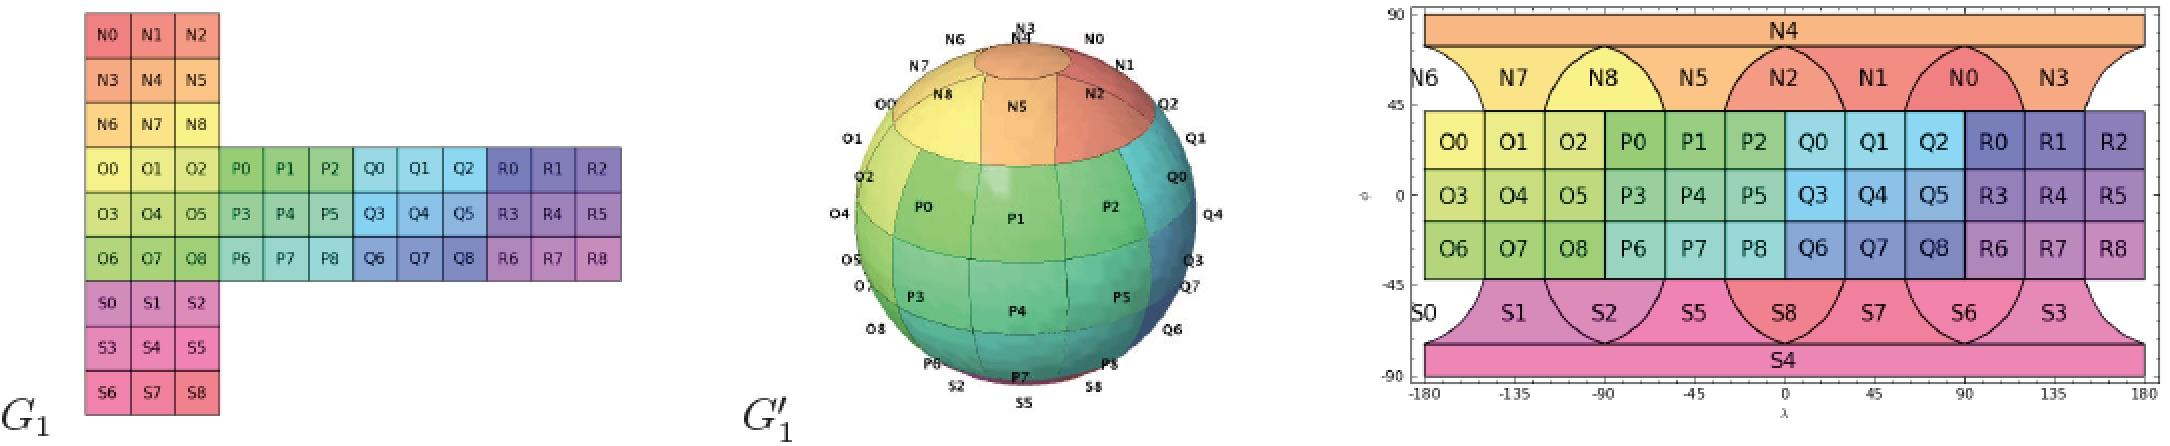 N0 N1 N2
N3 N4 N5
N6 N7 N8
O0 O1 O2 P0 P1 P2 Q0 Q1 Q2 R0 R1 R2
O3 O4 O5 P3 P4 P5 Q3 Q4 Q5 R3 R4 R5
O6 O7 O8 P6 P7 P8 Q6 Q7 Q8 R6 R7 R8
S0 S1 S2
S3 S4 S5
S6 S7 S8
G₁
N3
N6 N4 N0
N7 N1
N8 N5 N2
O0 Q2
O1 Q1
O2 Q0
P0 P1 P2
O4 Q4
O5 Q3
O7 Q7
P3 P4 P5
O8 Q6
P6 P7 P8
S2 S8
S5
G′₁
90
N4
N6 N7 N8 N5 N2 N1 N0 N3
45
O0 O1 O2 P0 P1 P2 Q0 Q1 Q2 R0 R1 R2
φ 0 O3 O4 O5 P3 P4 P5 Q3 Q4 Q5 R3 R4 R5
O6 O7 O8 P6 P7 P8 Q6 Q7 Q8 R6 R7 R8
-45
S0 S1 S2 S5 S8 S7 S6 S3
S4
-90
-180 -135 -90 -45 0 45 90 135 180
λ